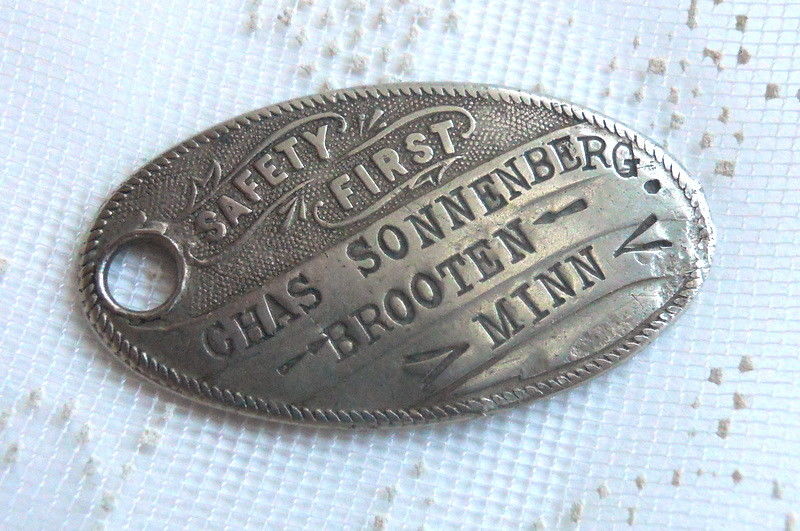 SAFETY
FIRST
CHAS SONNENBERG.
BROOTEN
MINN